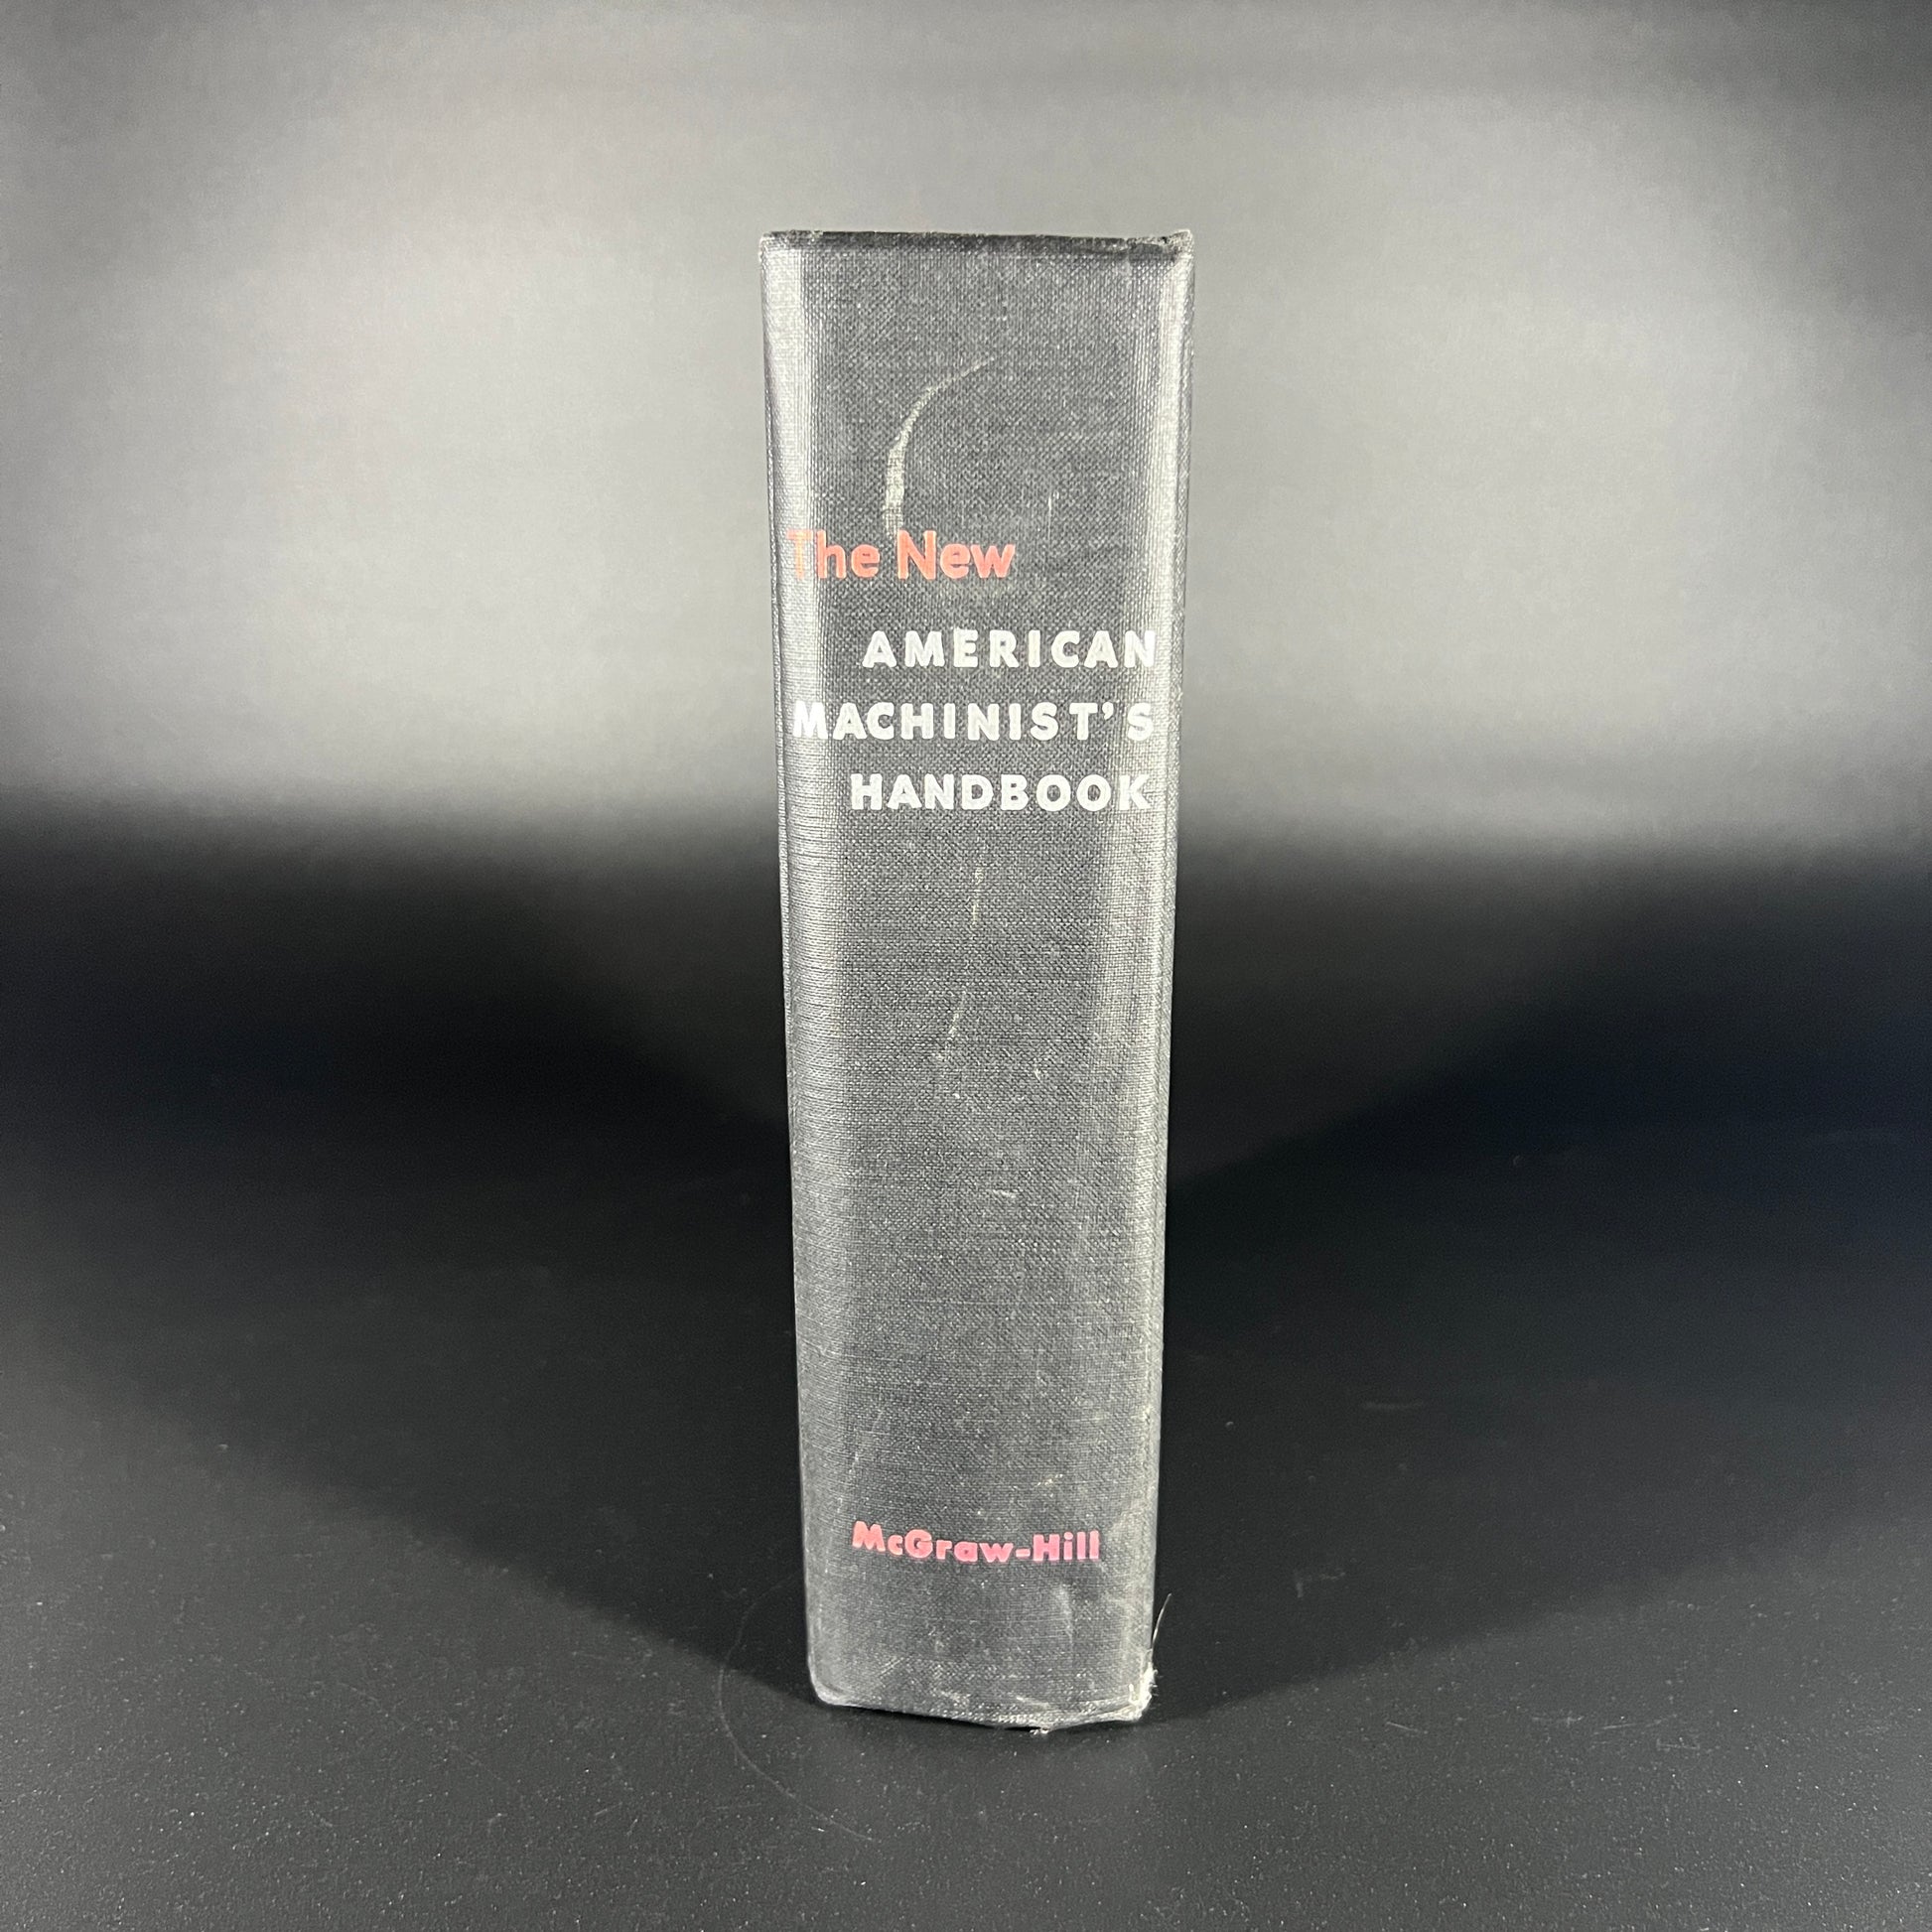 The New
AMERICAN
MACHINIST'S
HANDBOOK
McGraw-Hill